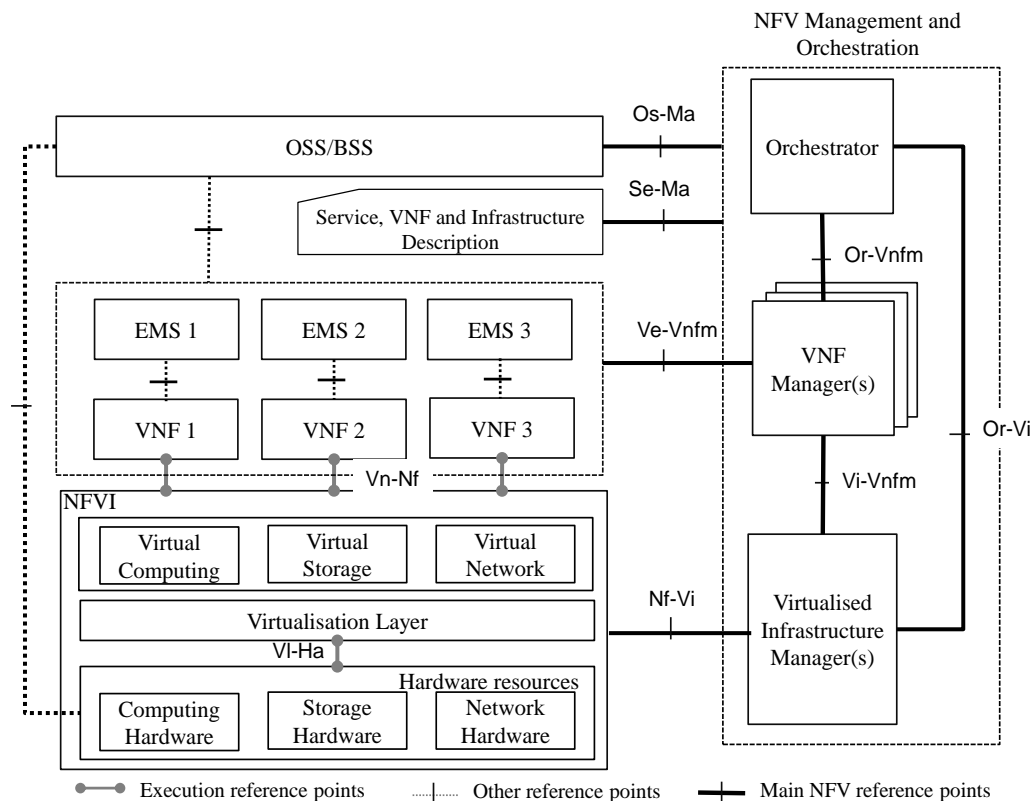 NFV Management and
Orchestration
Os-Ma
OSS/BSS
Orchestrator
Se-Ma
Service, VNF and Infrastructure
Description
Or-Vnfm
EMS 1
EMS 2
EMS 3
Ve-Vnfm
VNF
Manager(s)
VNF 1
VNF 2
VNF 3
Or-Vi
Vn-Nf
Vi-Vnfm
NFVI
Virtual
Computing
Virtual
Storage
Virtual
Network
Nf-Vi
Virtualised
Infrastructure
Manager(s)
Virtualisation Layer
Vl-Ha
Hardware resources
Computing
Hardware
Storage
Hardware
Network
Hardware
Execution reference points
Other reference points
Main NFV reference points